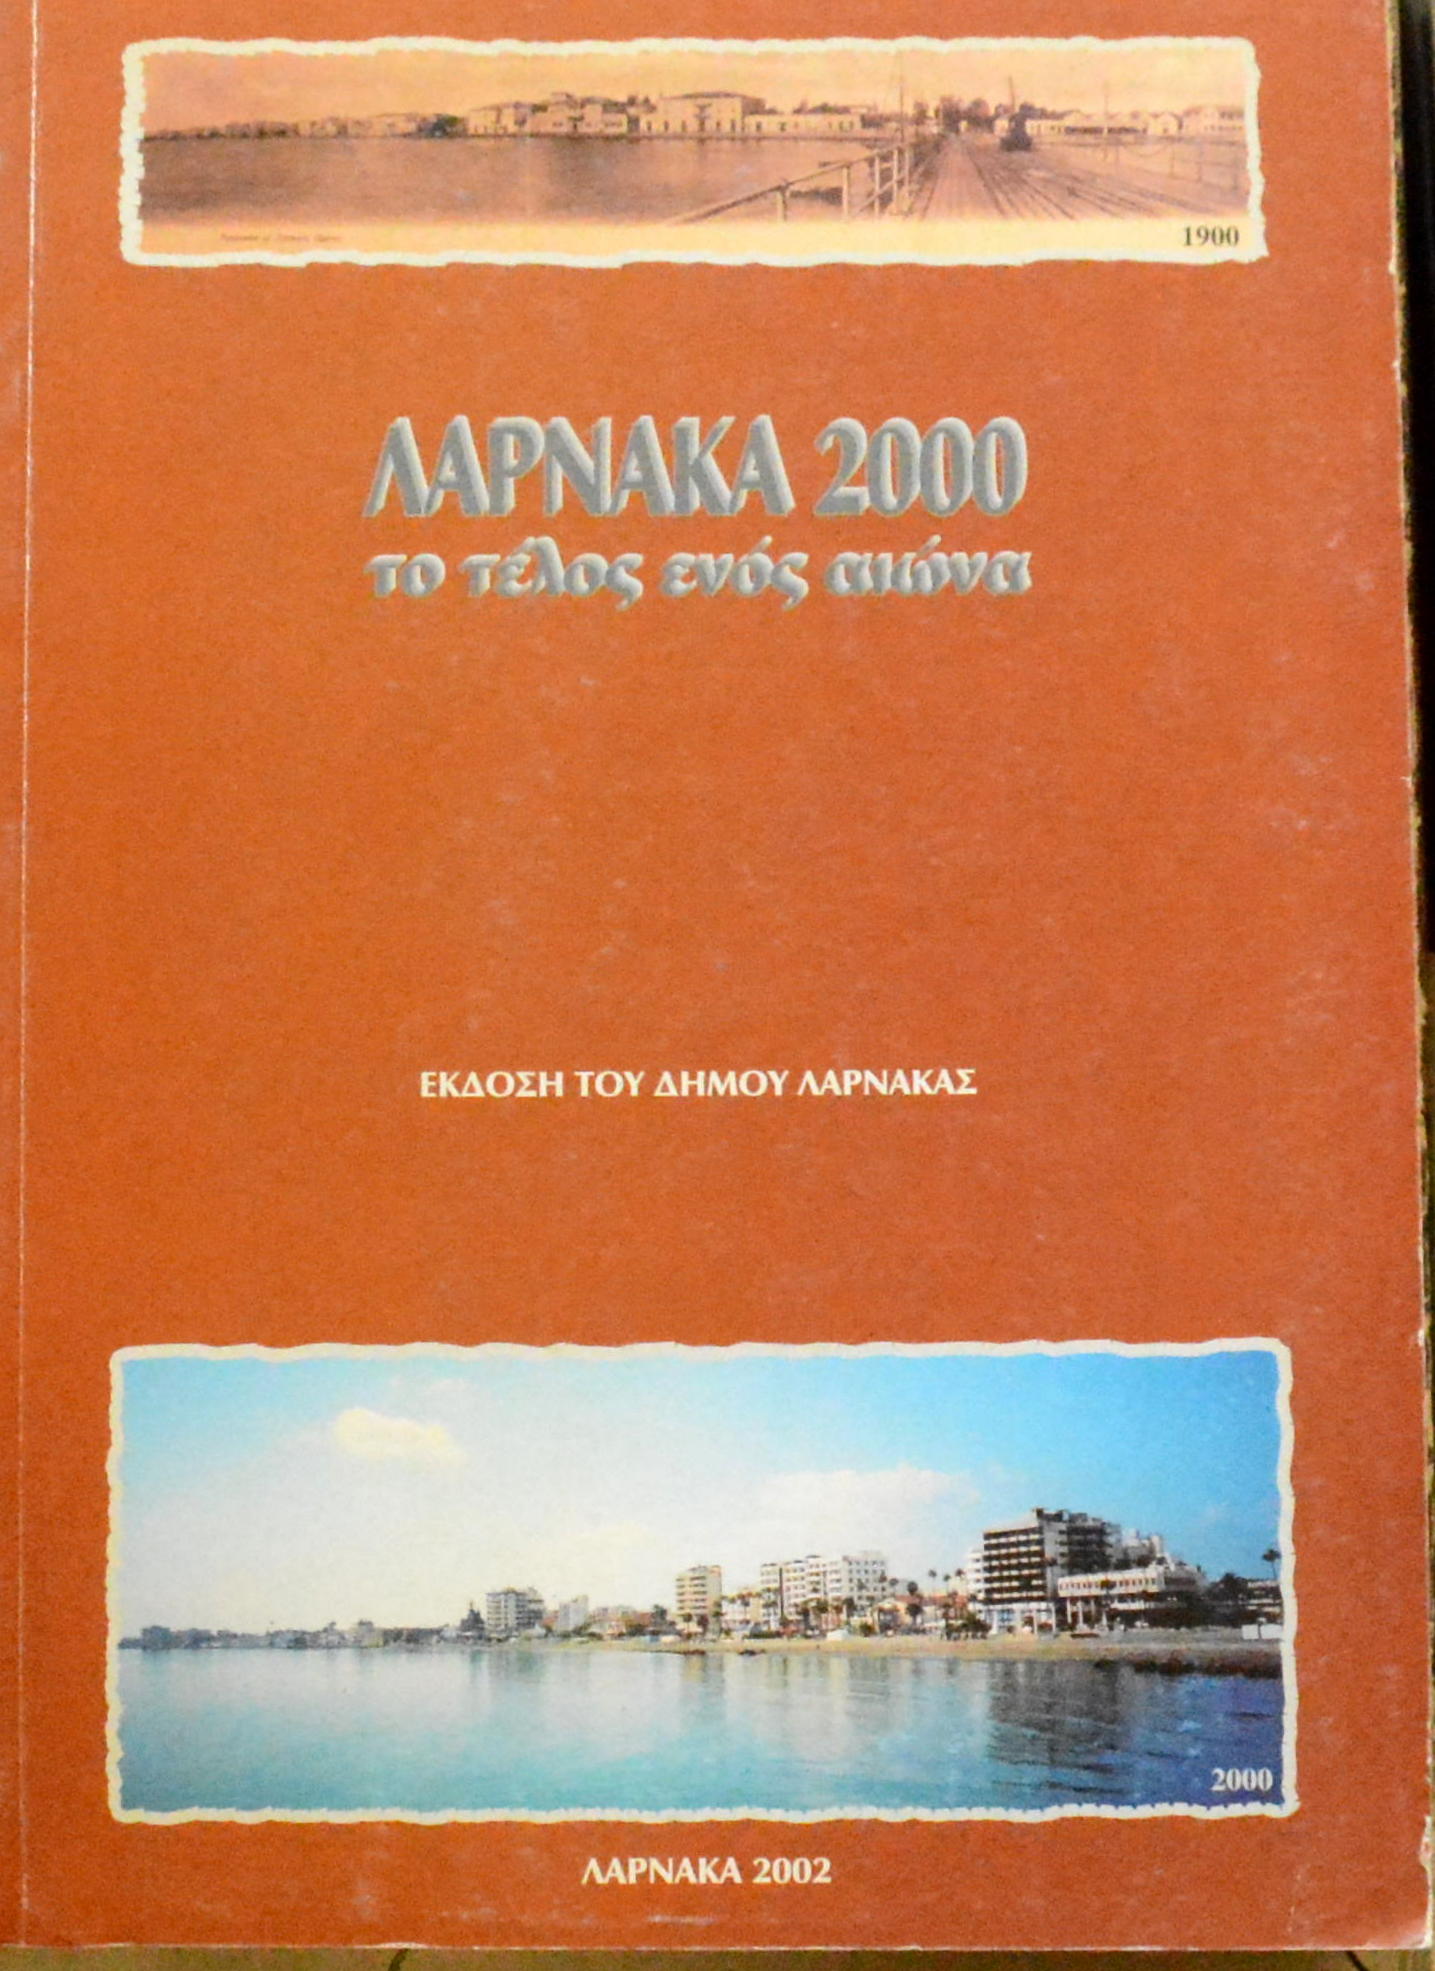 1900
ΛΑΡΝΑΚΑ 2000
το τέλος ενός αιώνα
ΕΚΔΟΣΗ ΤΟΥ ΔΗΜΟΥ ΛΑΡΝΑΚΑΣ
2000
ΛΑΡΝΑΚΑ 2002